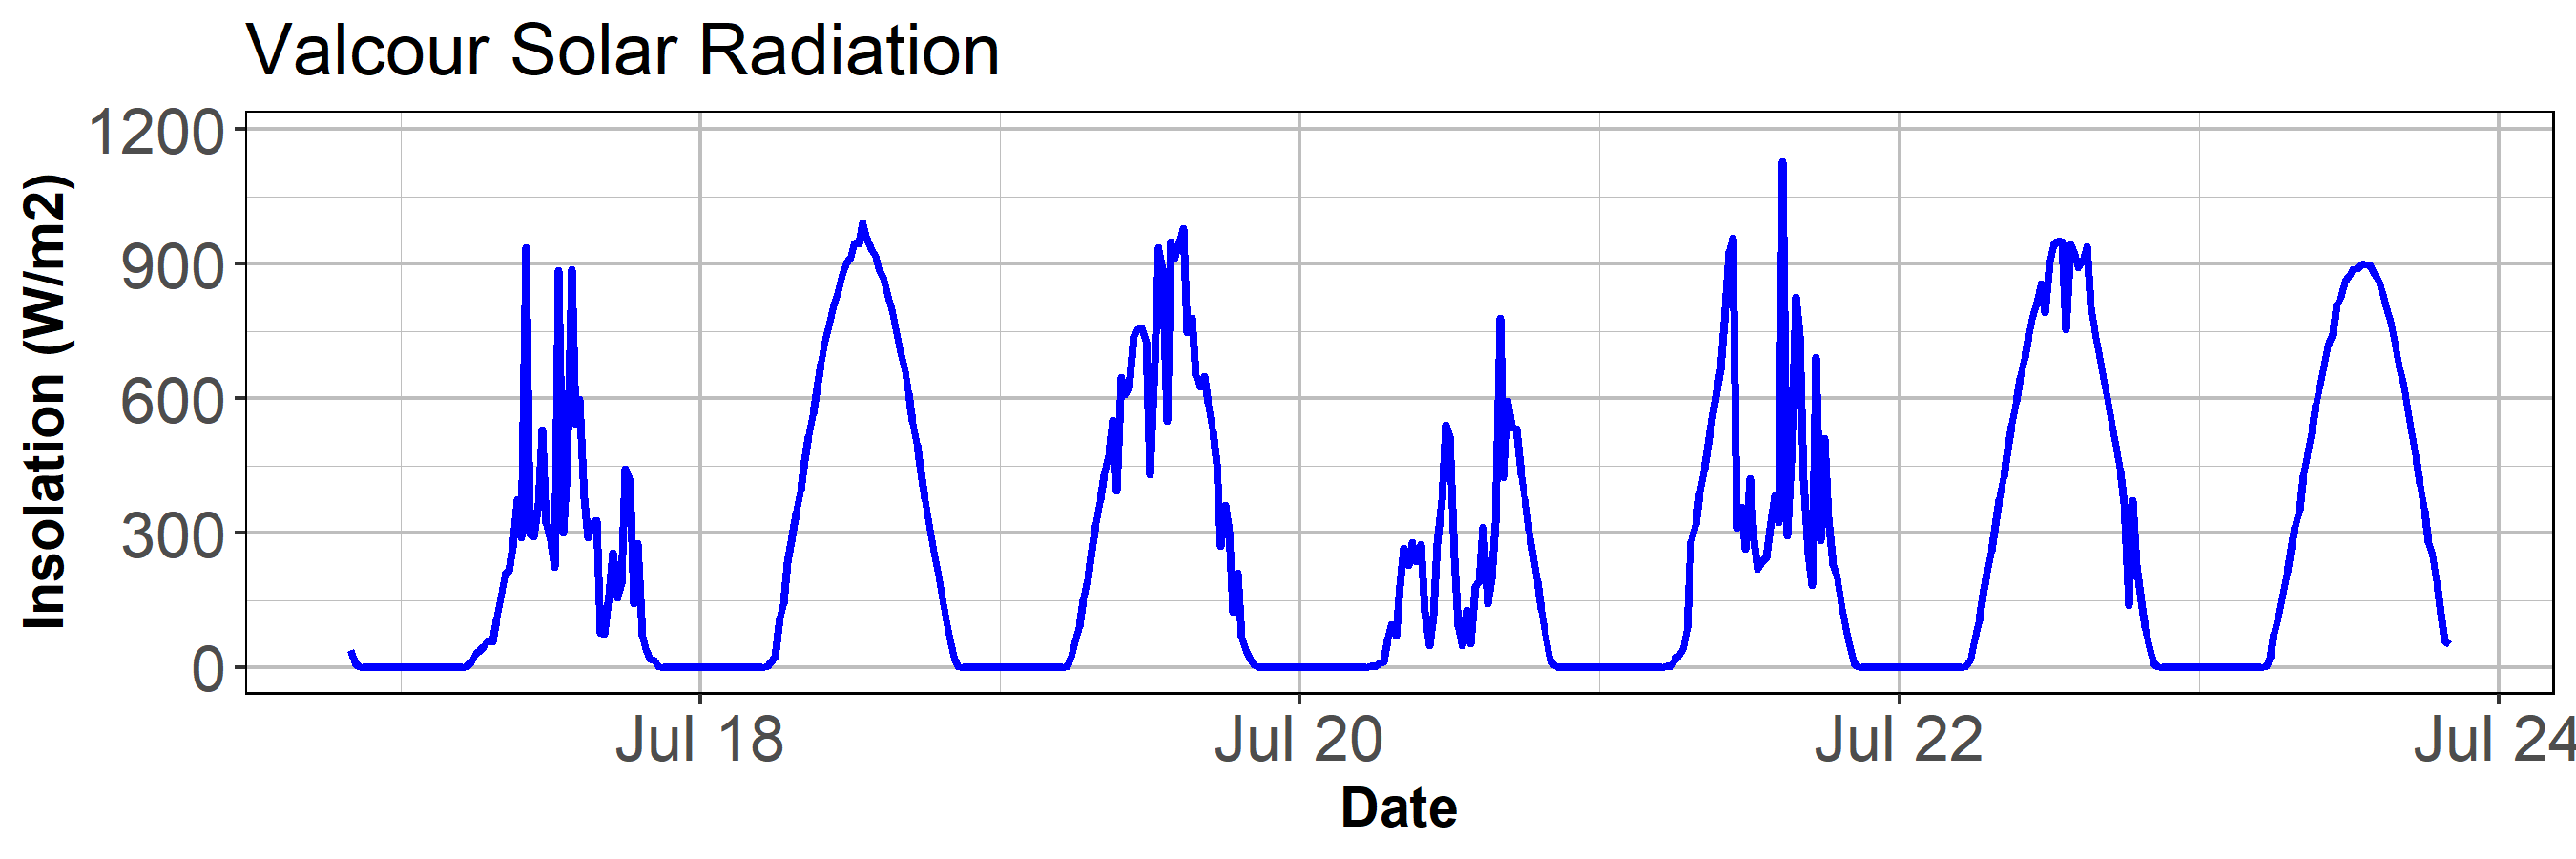 Valcour Solar Radiation
1200
900
600
300
0
Insolation (W/m2)
Jul 18 Jul 20 Jul 22 Jul 24
Date